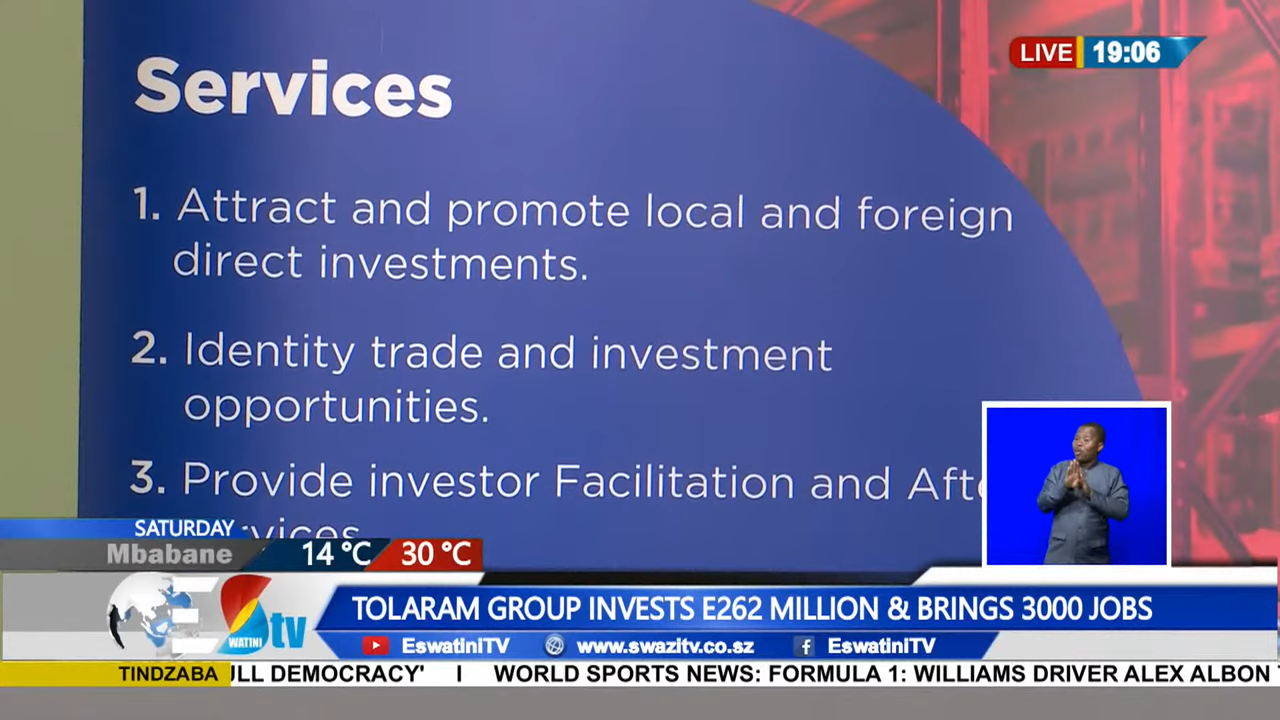 Services
1. Attract and promote local and foreign
direct investments.
2. Identity trade and investment
opportunities.
3. Provide investor Facilitation and
LIVE 19:06
SATURDAY
Mbabane 14 °C 30 °C
E WATINI tv
TOLARAM GROUP INVESTS E262 MILLION & BRINGS 3000 JOBS
EswatiniTV www.swazitv.co.sz EswatiniTV
TINDZABA DEMOCRACY' I WORLD SPORTS NEWS: FORMULA 1: WILLIAMS DRIVER ALEX ALBON